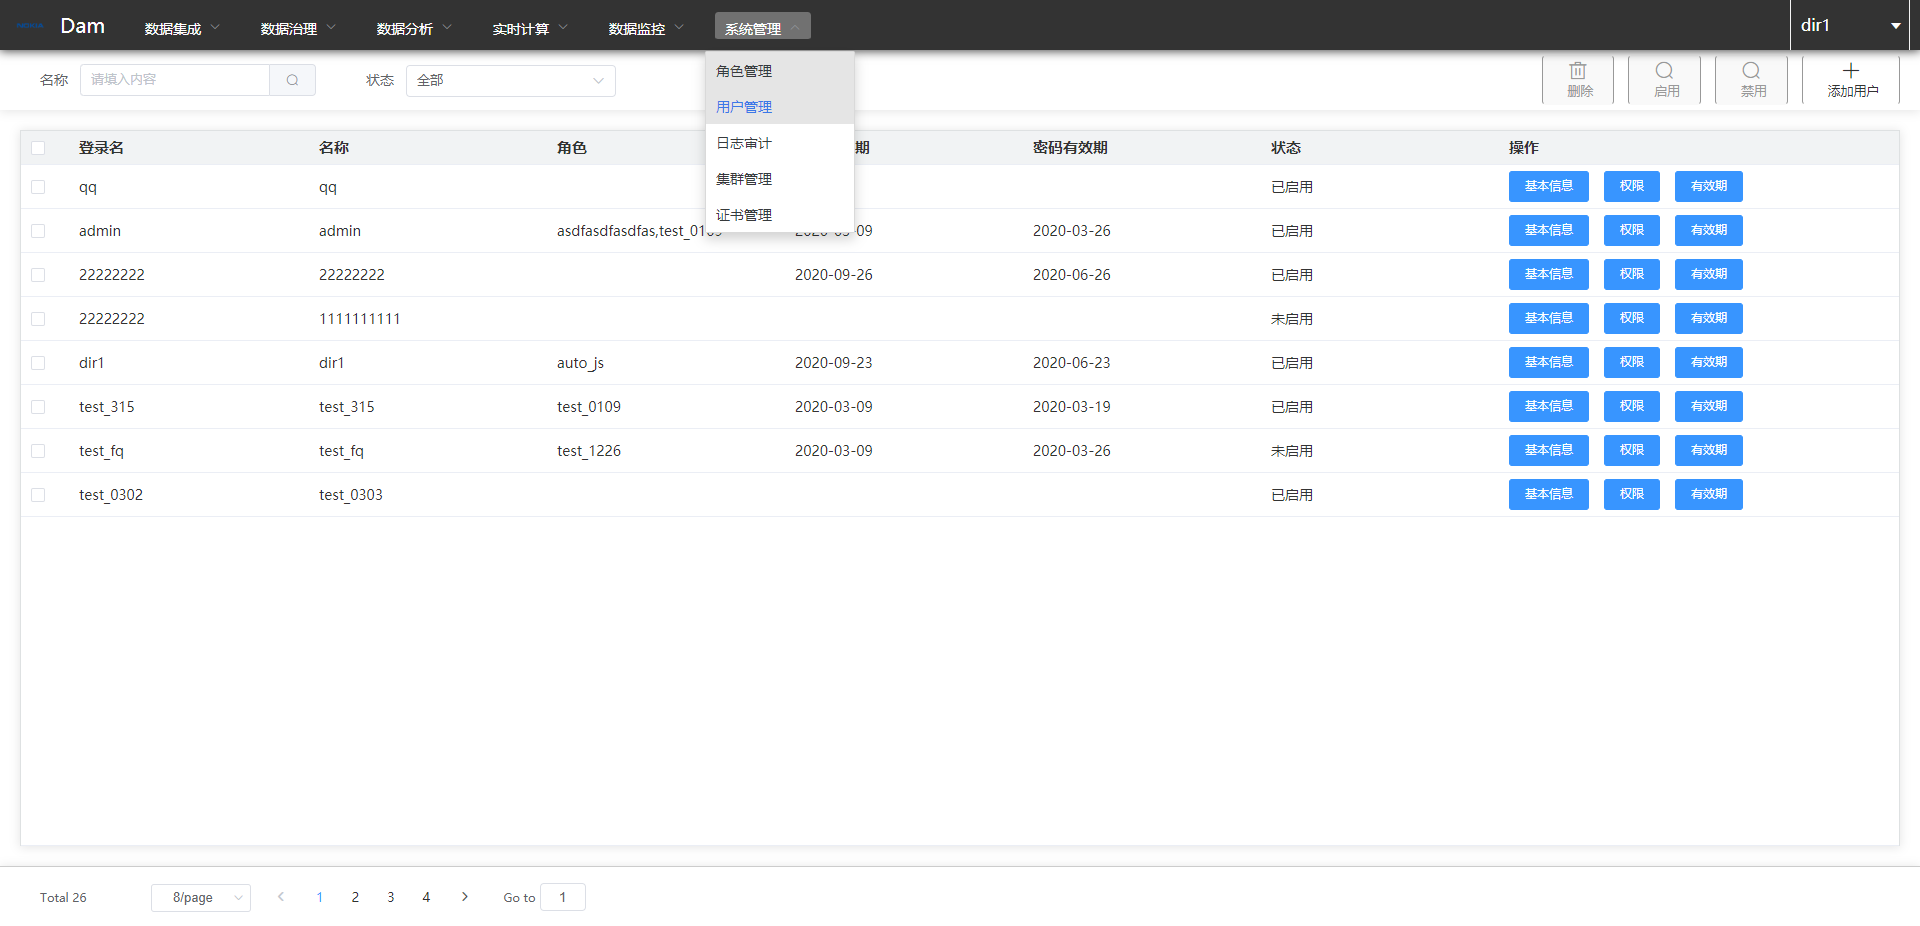 Dam 数据集成 数据治理 数据分析 实时计算 数据监控 系统管理 dir1
名称 请填入内容 状态 全部 删除 启用 禁用 添加用户
角色管理
用户管理
日志审计
集群管理
证书管理
登录名 名称 角色 期 密码有效期 状态 操作
qq qq 已启用 基本信息 权限 有效期
admin admin asdfasdfasdfas,test_0109 2020-03-09 2020-03-26 已启用 基本信息 权限 有效期
22222222 22222222 2020-09-26 2020-06-26 已启用 基本信息 权限 有效期
22222222 1111111111 未启用 基本信息 权限 有效期
dir1 dir1 auto_js 2020-09-23 2020-06-23 已启用 基本信息 权限 有效期
test_315 test_315 test_0109 2020-03-09 2020-03-19 已启用 基本信息 权限 有效期
test_fq test_fq test_1226 2020-03-09 2020-03-26 未启用 基本信息 权限 有效期
test_0302 test_0303 已启用 基本信息 权限 有效期
Total 26 8/page 1 2 3 4 Go to 1